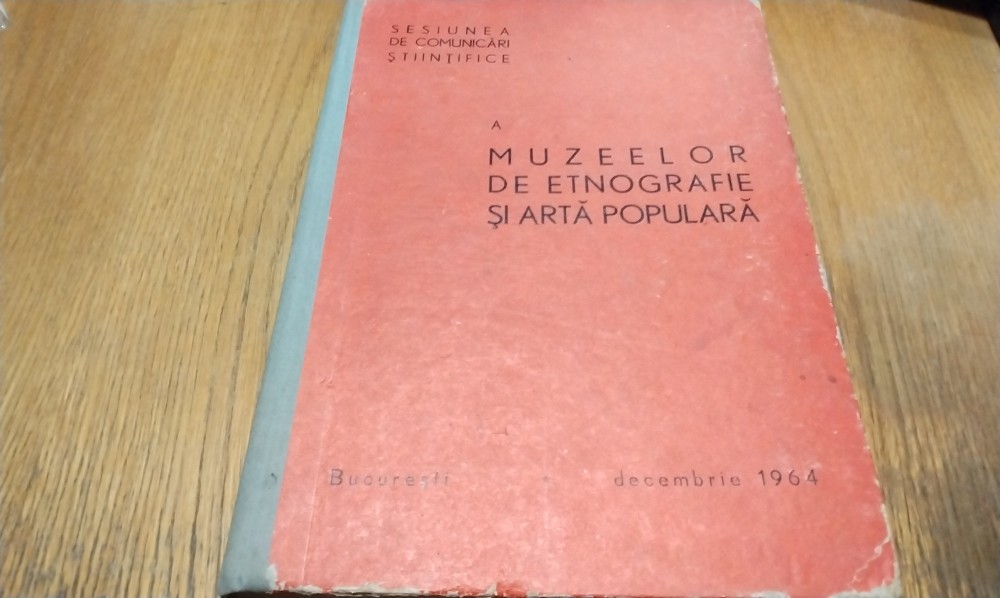 SESIUNEA
DE COMUNICĂRI
ŞTIINŢIFICE
A
MUZEELOR
DE ETNOGRAFIE
ŞI ARTĂ POPULARĂ
Bucureşti decembrie 1964